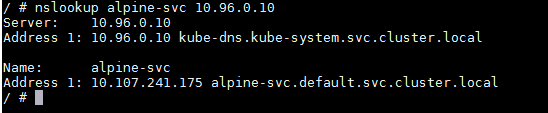 / # nslookup alpine-svc 10.96.0.10
Server:    10.96.0.10
Address 1: 10.96.0.10 kube-dns.kube-system.svc.cluster.local
Name:      alpine-svc
Address 1: 10.107.241.175 alpine-svc.default.svc.cluster.local
/ #